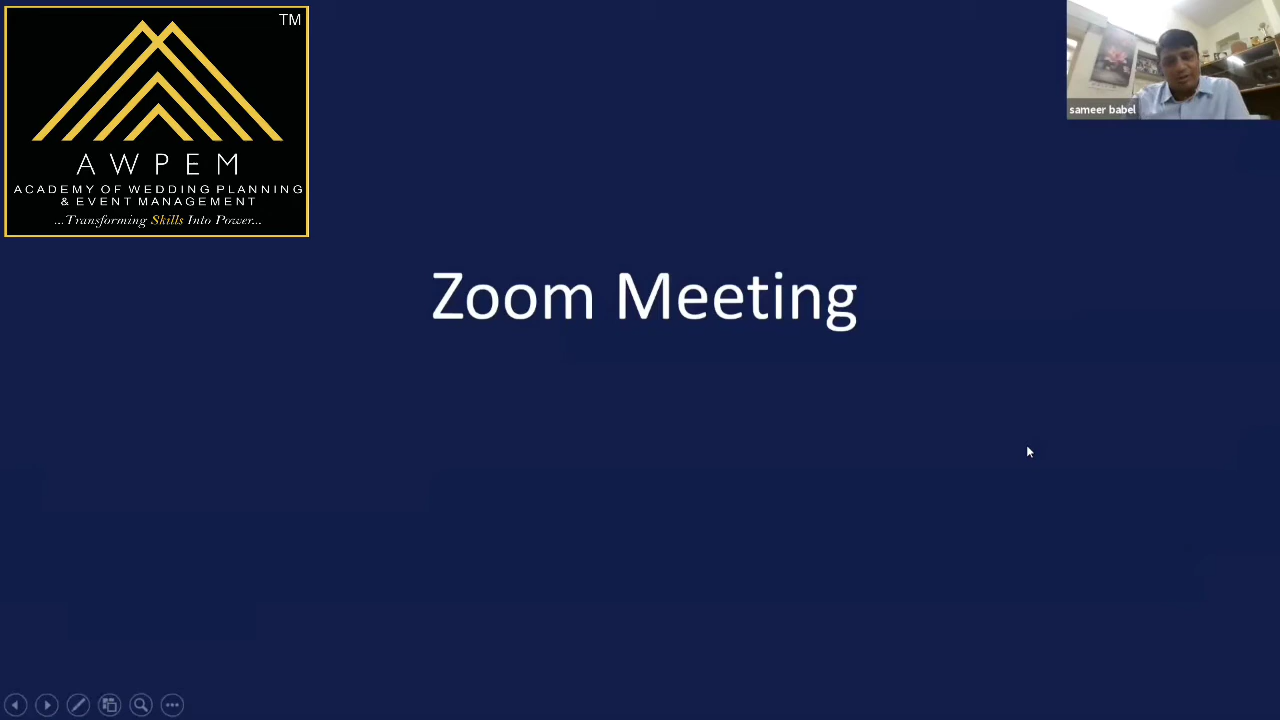 TM
AWPEM
ACADEMY OF WEDDING PLANNING
& EVENT MANAGEMENT
...Transforming Skills Into Power...
sameer babel
Zoom Meeting